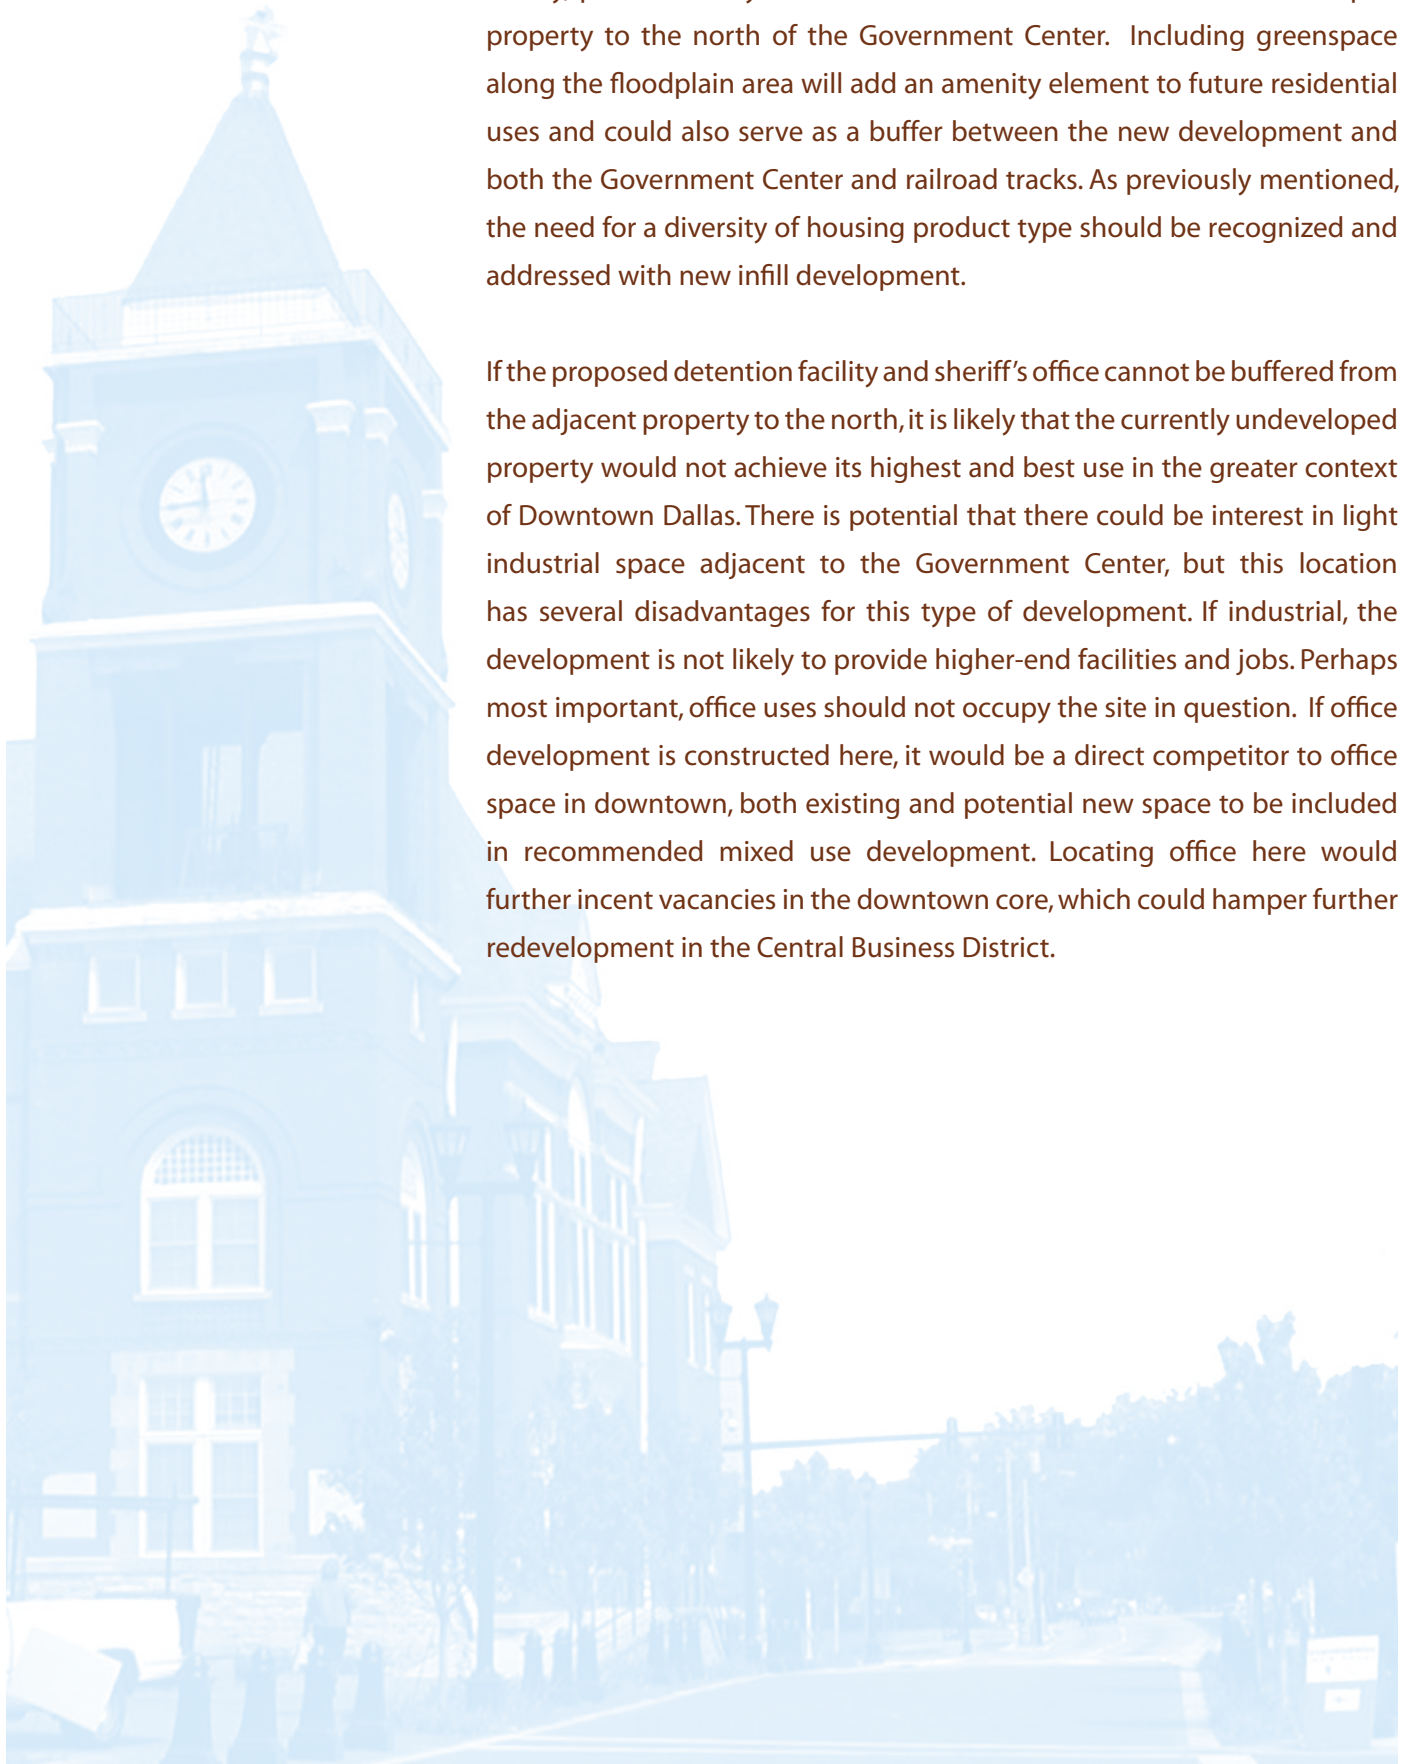 property to the north of the Government Center. Including greenspace
along the floodplain area will add an amenity element to future residential
uses and could also serve as a buffer between the new development and
both the Government Center and railroad tracks. As previously mentioned,
the need for a diversity of housing product type should be recognized and
addressed with new infill development.
If the proposed detention facility and sheriff's office cannot be buffered from
the adjacent property to the north, it is likely that the currently undeveloped
property would not achieve its highest and best use in the greater context
of Downtown Dallas. There is potential that there could be interest in light
industrial space adjacent to the Government Center, but this location
has several disadvantages for this type of development. If industrial, the
development is not likely to provide higher-end facilities and jobs. Perhaps
most important, office uses should not occupy the site in question. If office
development is constructed here, it would be a direct competitor to office
space in downtown, both existing and potential new space to be included
in recommended mixed use development. Locating office here would
further incent vacancies in the downtown core, which could hamper further
redevelopment in the Central Business District.